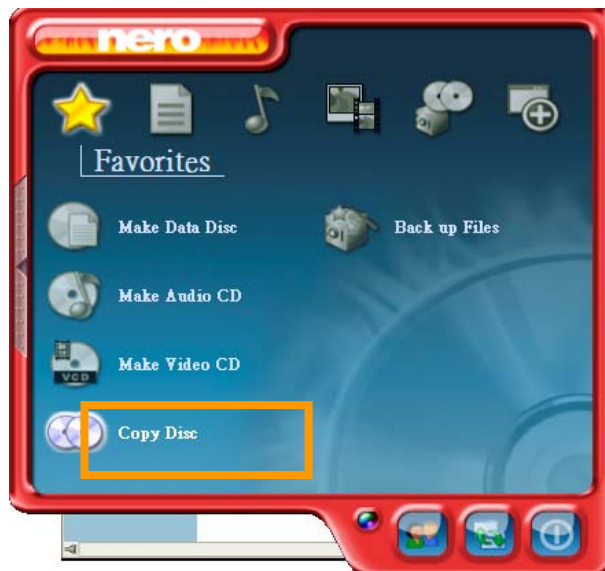 nero
Favorites
Make Data Disc
Back up Files
Make Audio CD
VCD
Make Video CD
Copy Disc